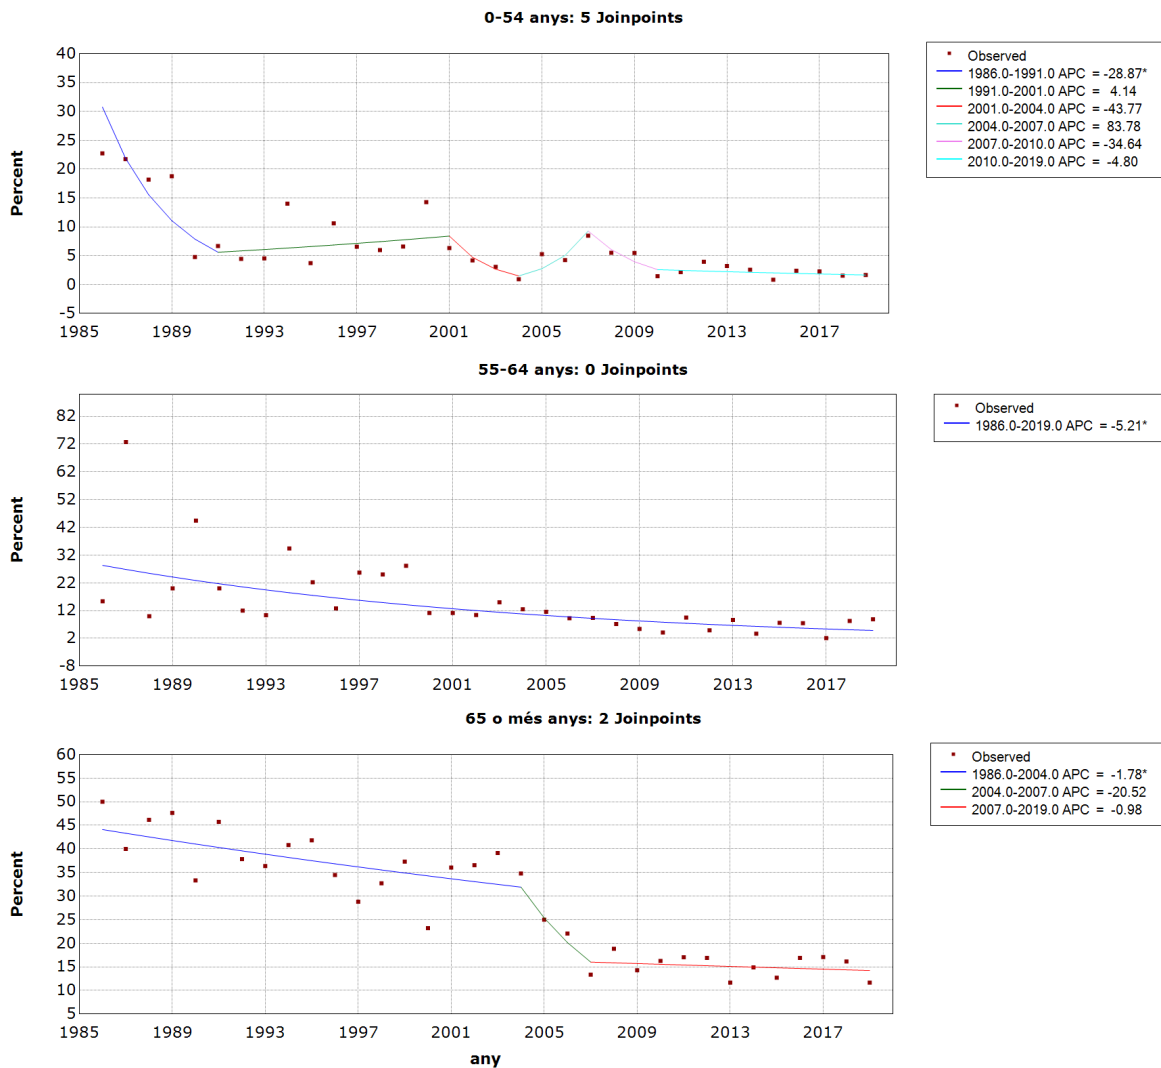 0-54 anys: 5 Joinpoints
Percent
40
35
30
25
20
15
10
5
0
-5
1985 1989 1993 1997 2001 2005 2009 2013 2017
Observed
1986.0-1991.0 APC = -28.87*
1991.0-2001.0 APC = 4.14
2001.0-2004.0 APC = -43.77
2004.0-2007.0 APC = 83.78
2007.0-2010.0 APC = -34.64
2010.0-2019.0 APC = -4.80
55-64 anys: 0 Joinpoints
Percent
82
72
62
52
42
32
22
12
2
-8
1985 1989 1993 1997 2001 2005 2009 2013 2017
Observed
1986.0-2019.0 APC = -5.21*
65 o més anys: 2 Joinpoints
Percent
60
55
50
45
40
35
30
25
20
15
10
5
1985 1989 1993 1997 2001 2005 2009 2013 2017
any
Observed
1986.0-2004.0 APC = -1.78*
2004.0-2007.0 APC = -20.52
2007.0-2019.0 APC = -0.98